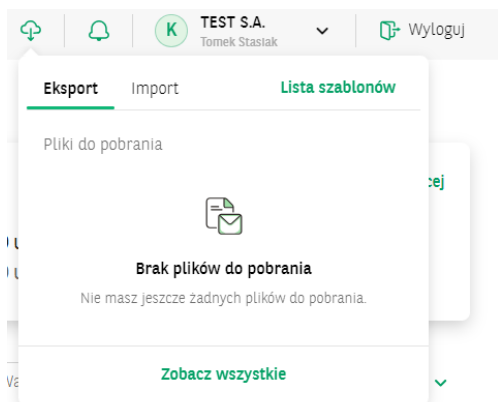 K
TEST S.A.
Tomek Stasiak
Wyloguj
Eksport Import Lista szablonów
Pliki do pobrania
Brak plików do pobrania
Nie masz jeszcze żadnych plików do pobrania.
Zobacz wszystkie